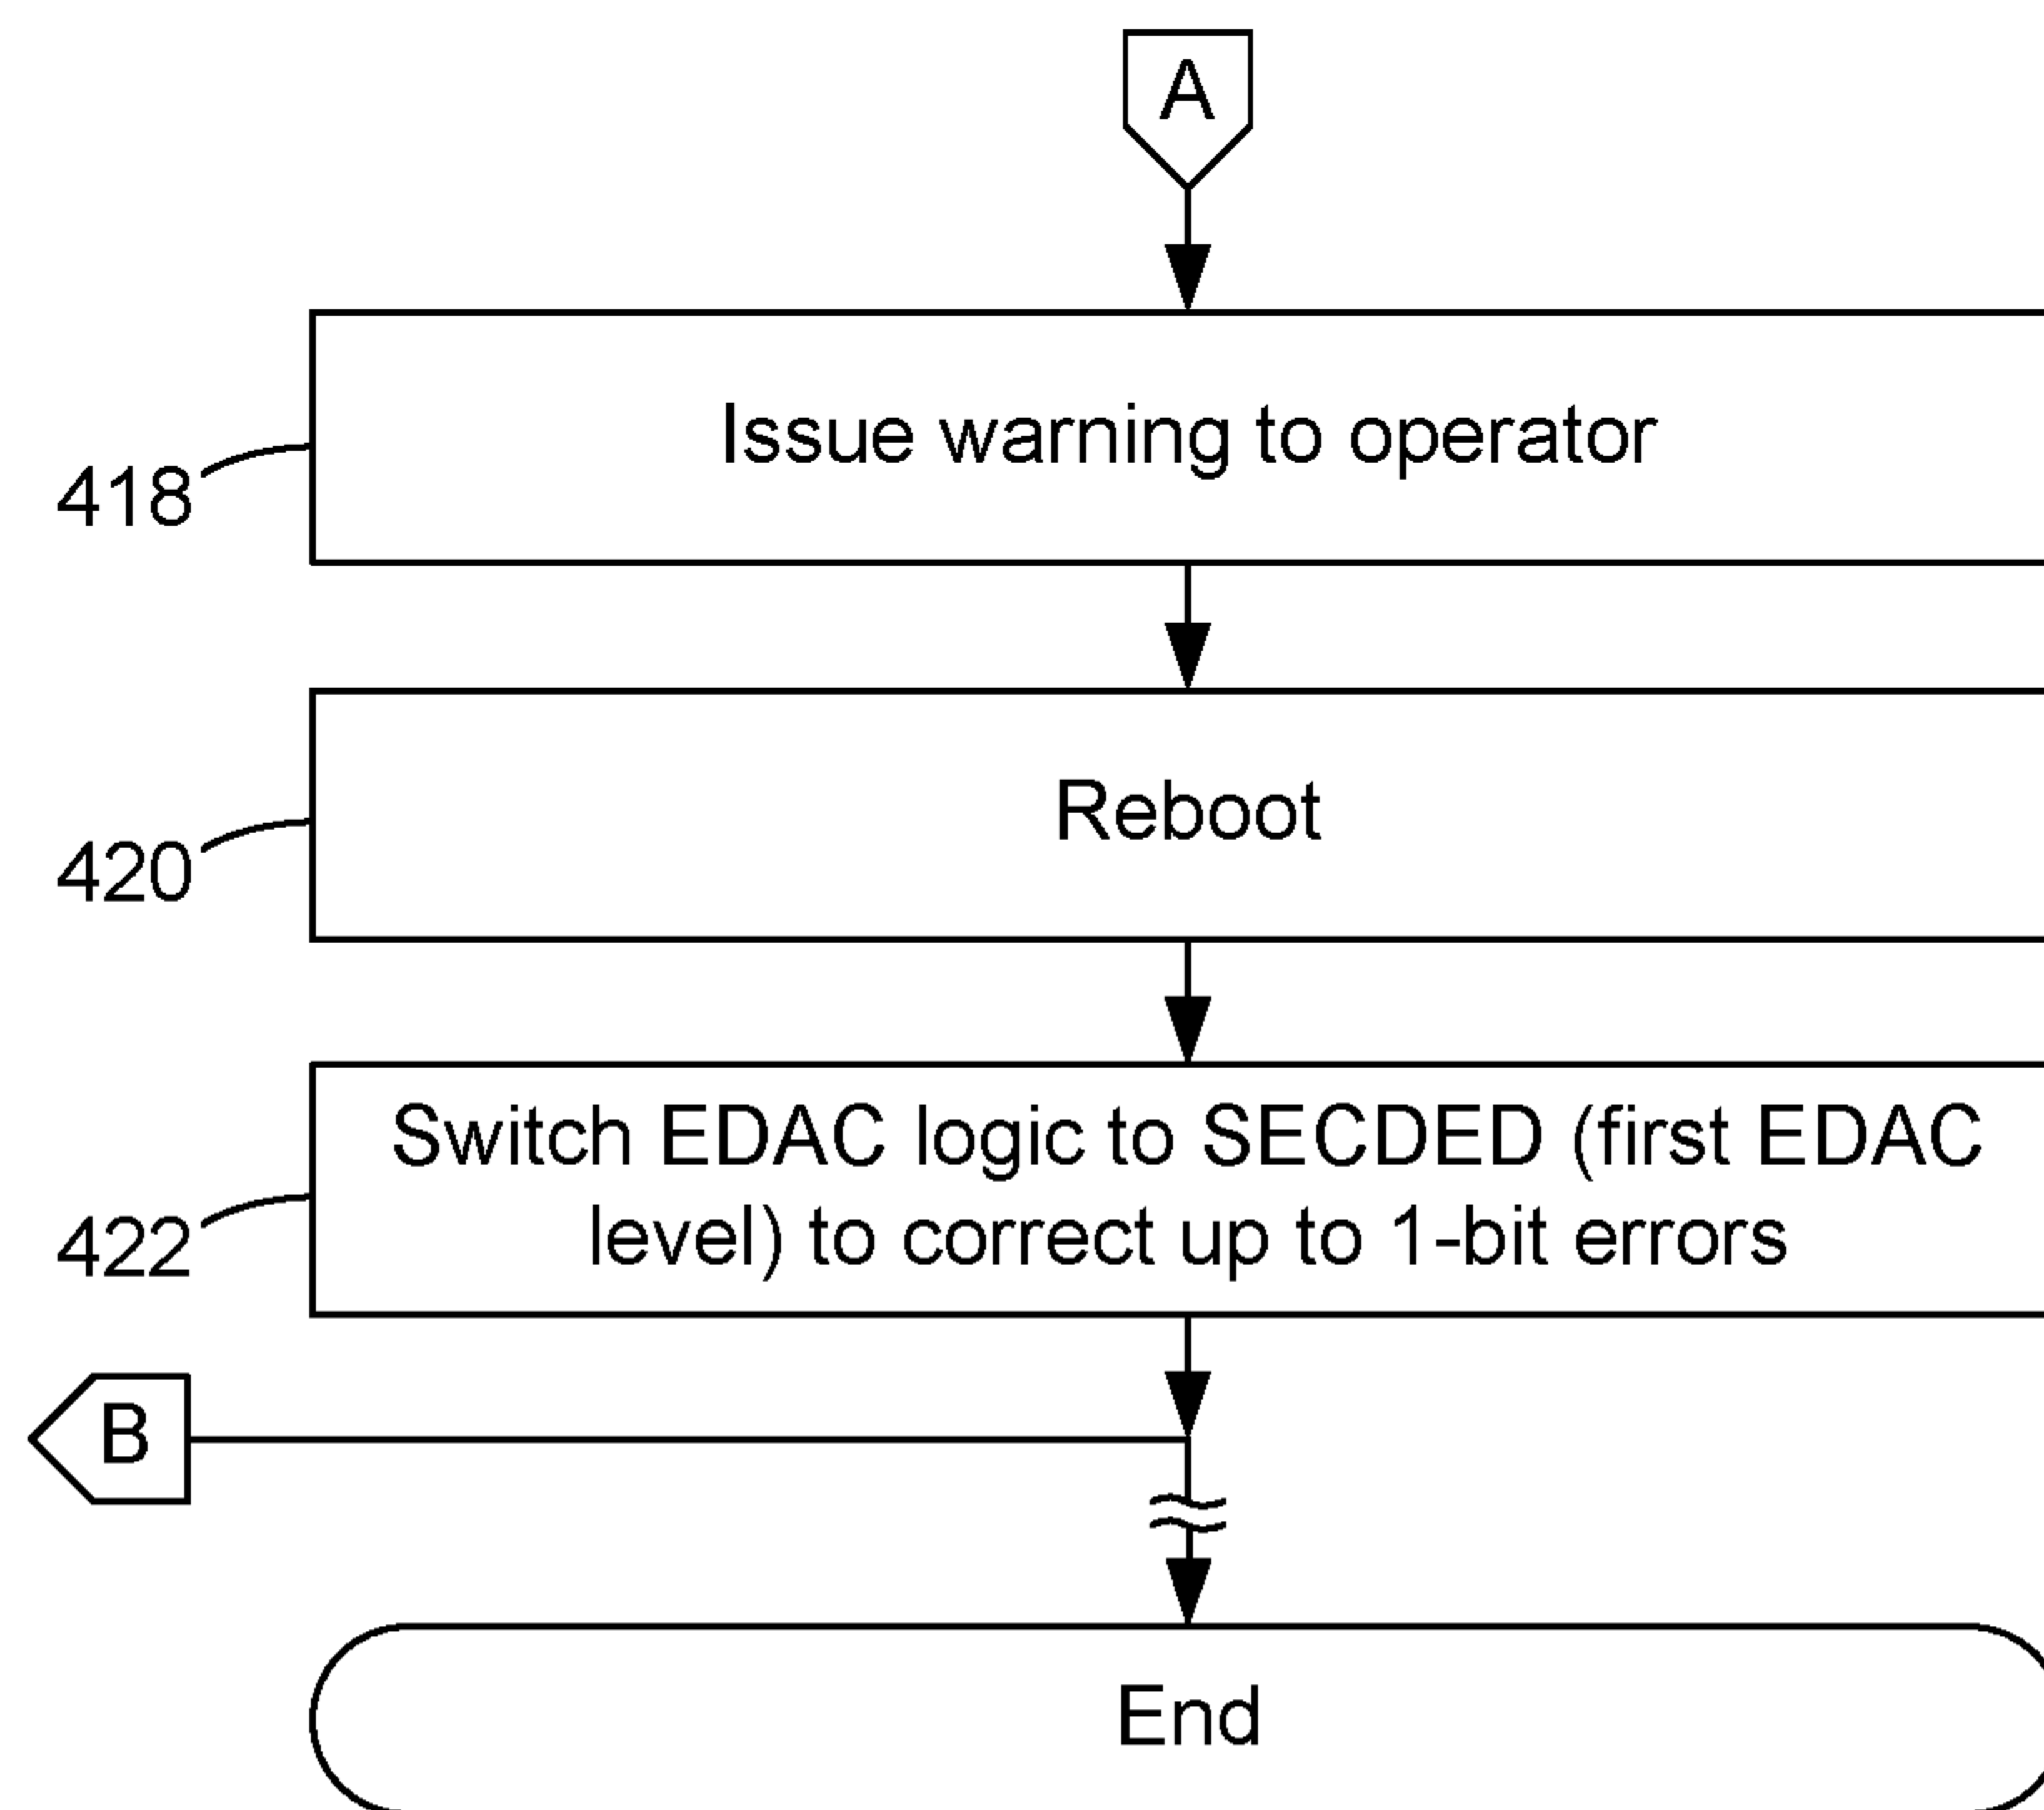 A
Issue warning to operator
418
Reboot
420
Switch EDAC logic to SECDED (first EDAC
level) to correct up to 1-bit errors
422
B
End